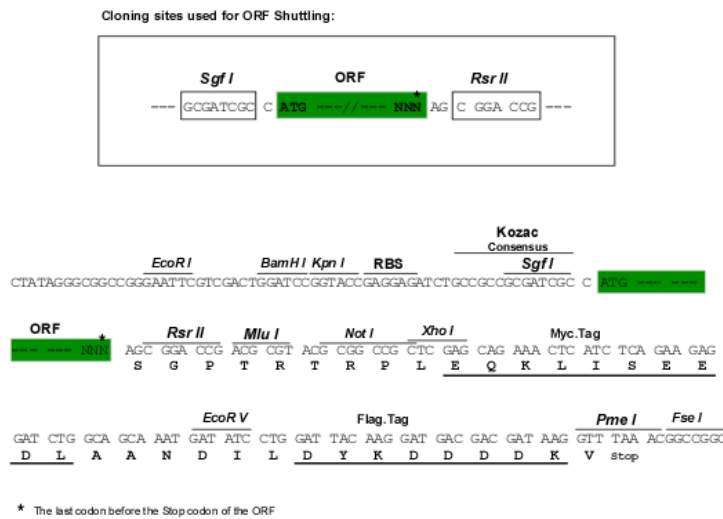 Cloning sites used for ORF Shuttling:
Sgf I ORF Rsr II
*
--- GCGATCGC C ATG ---//--- NNN AG C GGA CCG ---
Kozac
Consensus
EcoR I BamH I Kpn I RBS Sgf I
CTATAGGGCGGCCGGGAATTCGTCGACTGGATCCGGTACCGAGGAGATCTGCCGCCGCGATCGC C ATG --- ---
ORF * Rsr II Mlu I Not I Xho I Myc.Tag
--- --- NNN AGC GGA CCG ACG CGT ACG CGG CCG CTC GAG CAG AAA CTC ATC TCA GAA GAG
S G P T R T R P L E Q K L I S E E
EcoR V Flag.Tag Pme I Fse I
GAT CTG GCA GCA AAT GAT ATC CTG GAT TAC AAG GAT GAC GAC GAT AAG GTT TAA ACGGCCGGC
D L A A N D I L D Y K D D D D K V Stop
* The last codon before the Stop codon of the ORF